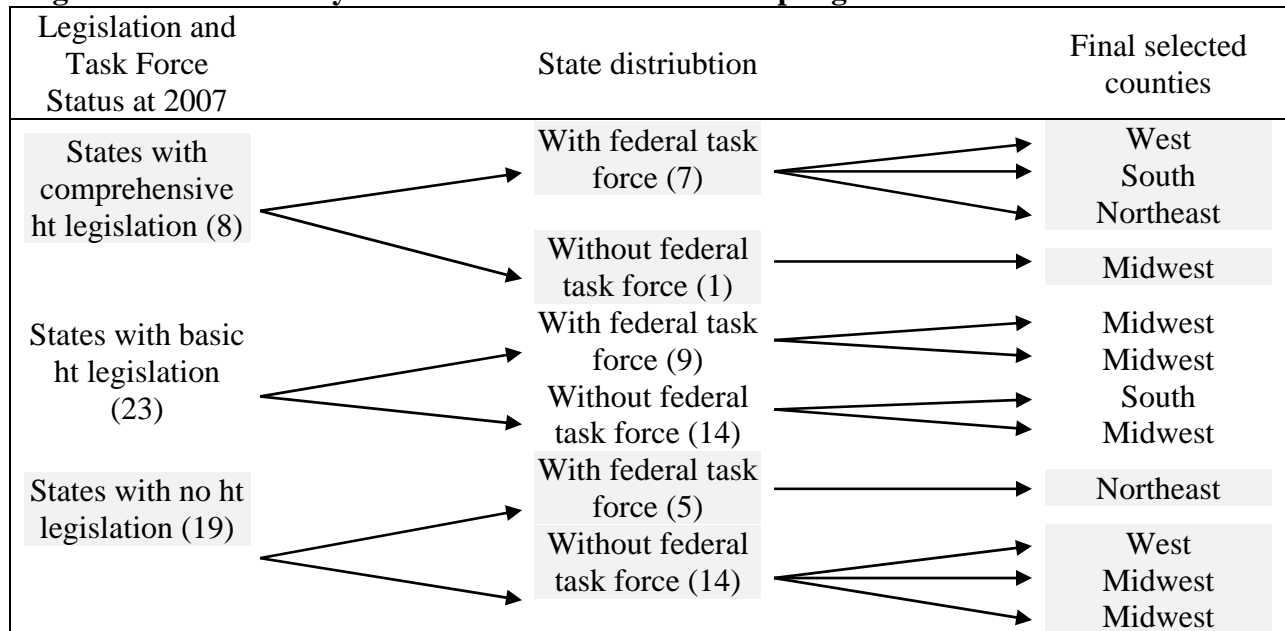 Legislation and
Task Force
Status at 2007
State distriubtion
Final selected
counties
States with
comprehensive
ht legislation (8)
With federal task
force (7)
West
South
Northeast
Without federal
task force (1)
Midwest
States with basic
ht legislation
(23)
With federal task
force (9)
Midwest
Midwest
Without federal
task force (14)
South
Midwest
States with no ht
legislation (19)
With federal task
force (5)
Northeast
Without federal
task force (14)
West
Midwest
Midwest